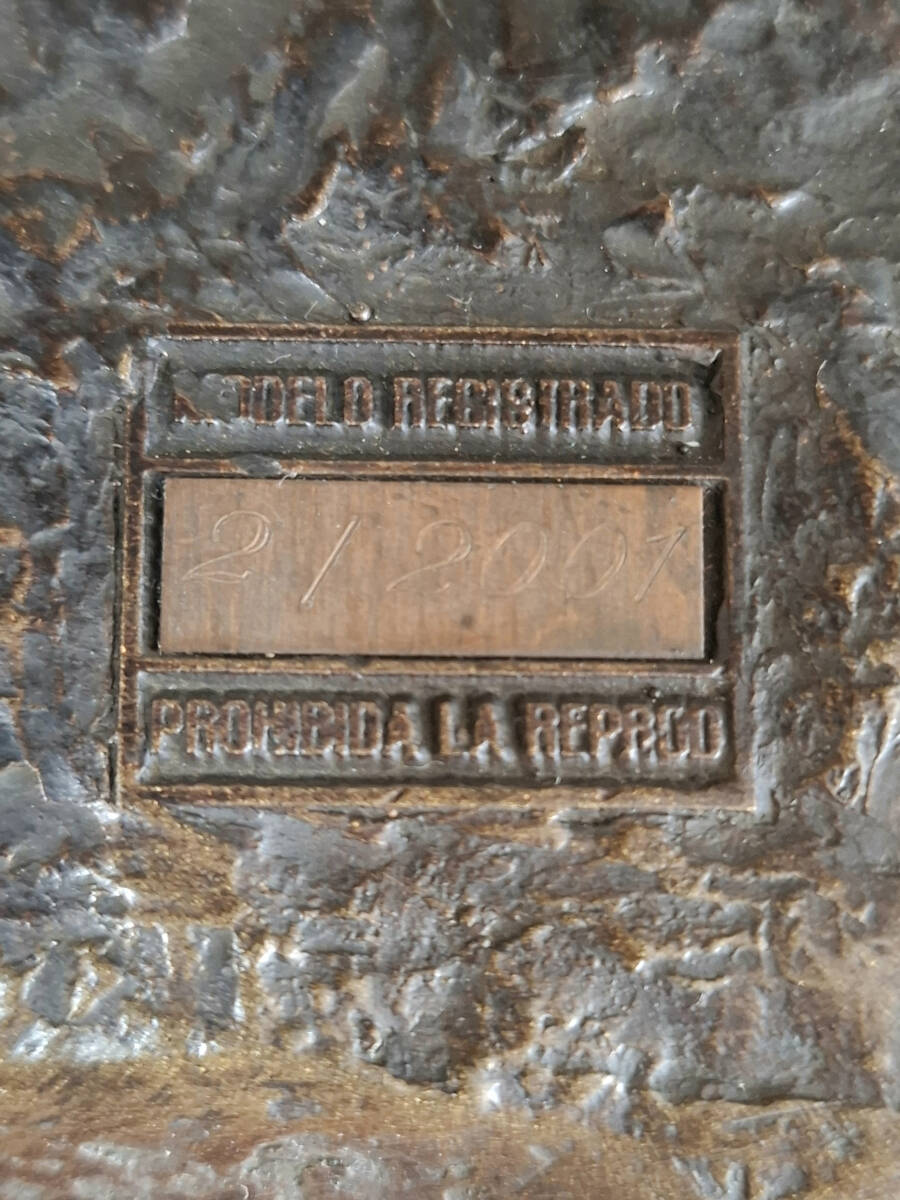 MODELO REGISTRADO
2/2001
PROHIBIDA LA REPROD